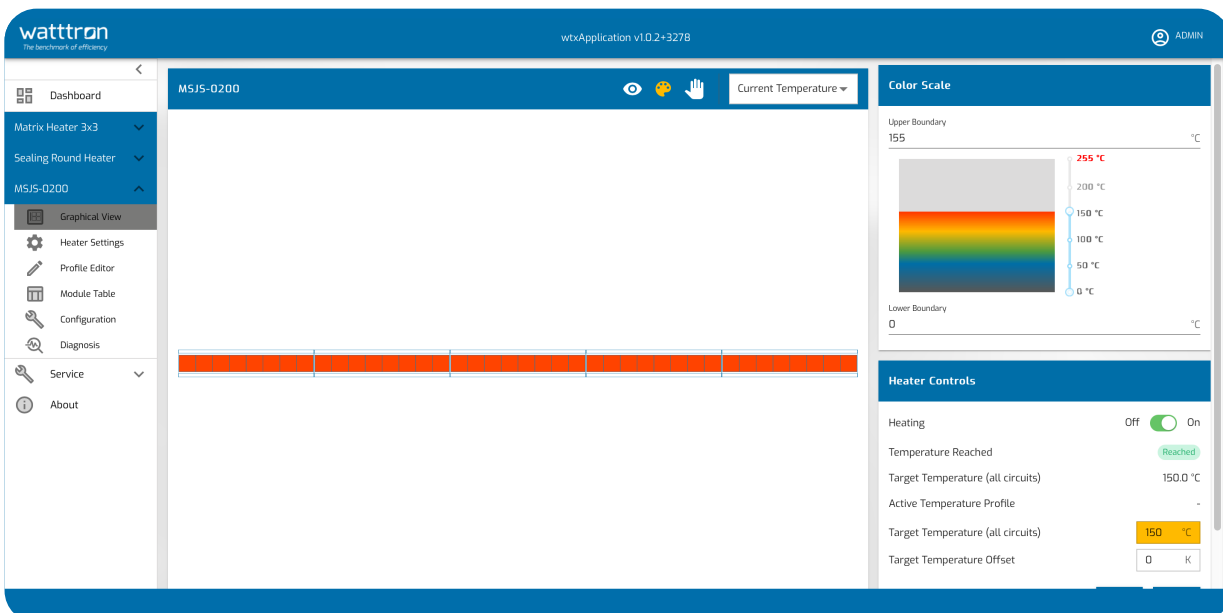 watttron
The benchmark of efficiency
wtxApplication v1.0.2+3278
ADMIN
Dashboard
Matrix Heater 3x3
Sealing Round Heater
MSJS-0200
Graphical View
Heater Settings
Profile Editor
Module Table
Configuration
Diagnosis
Service
About
MSJS-0200
Current Temperature
Color Scale
Upper Boundary
155 °C
255 °C
200 °C
150 °C
100 °C
50 °C
0 °C
Lower Boundary
0 °C
Heater Controls
Heating Off On
Temperature Reached Reached
Target Temperature (all circuits) 150.0 °C
Active Temperature Profile -
Target Temperature (all circuits) 150 °C
Target Temperature Offset 0 K